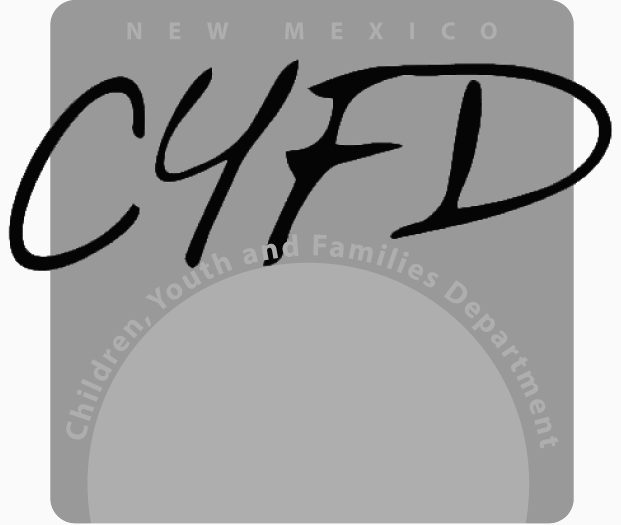 NEW MEXICO
CYFD
Children, Youth and Families Department